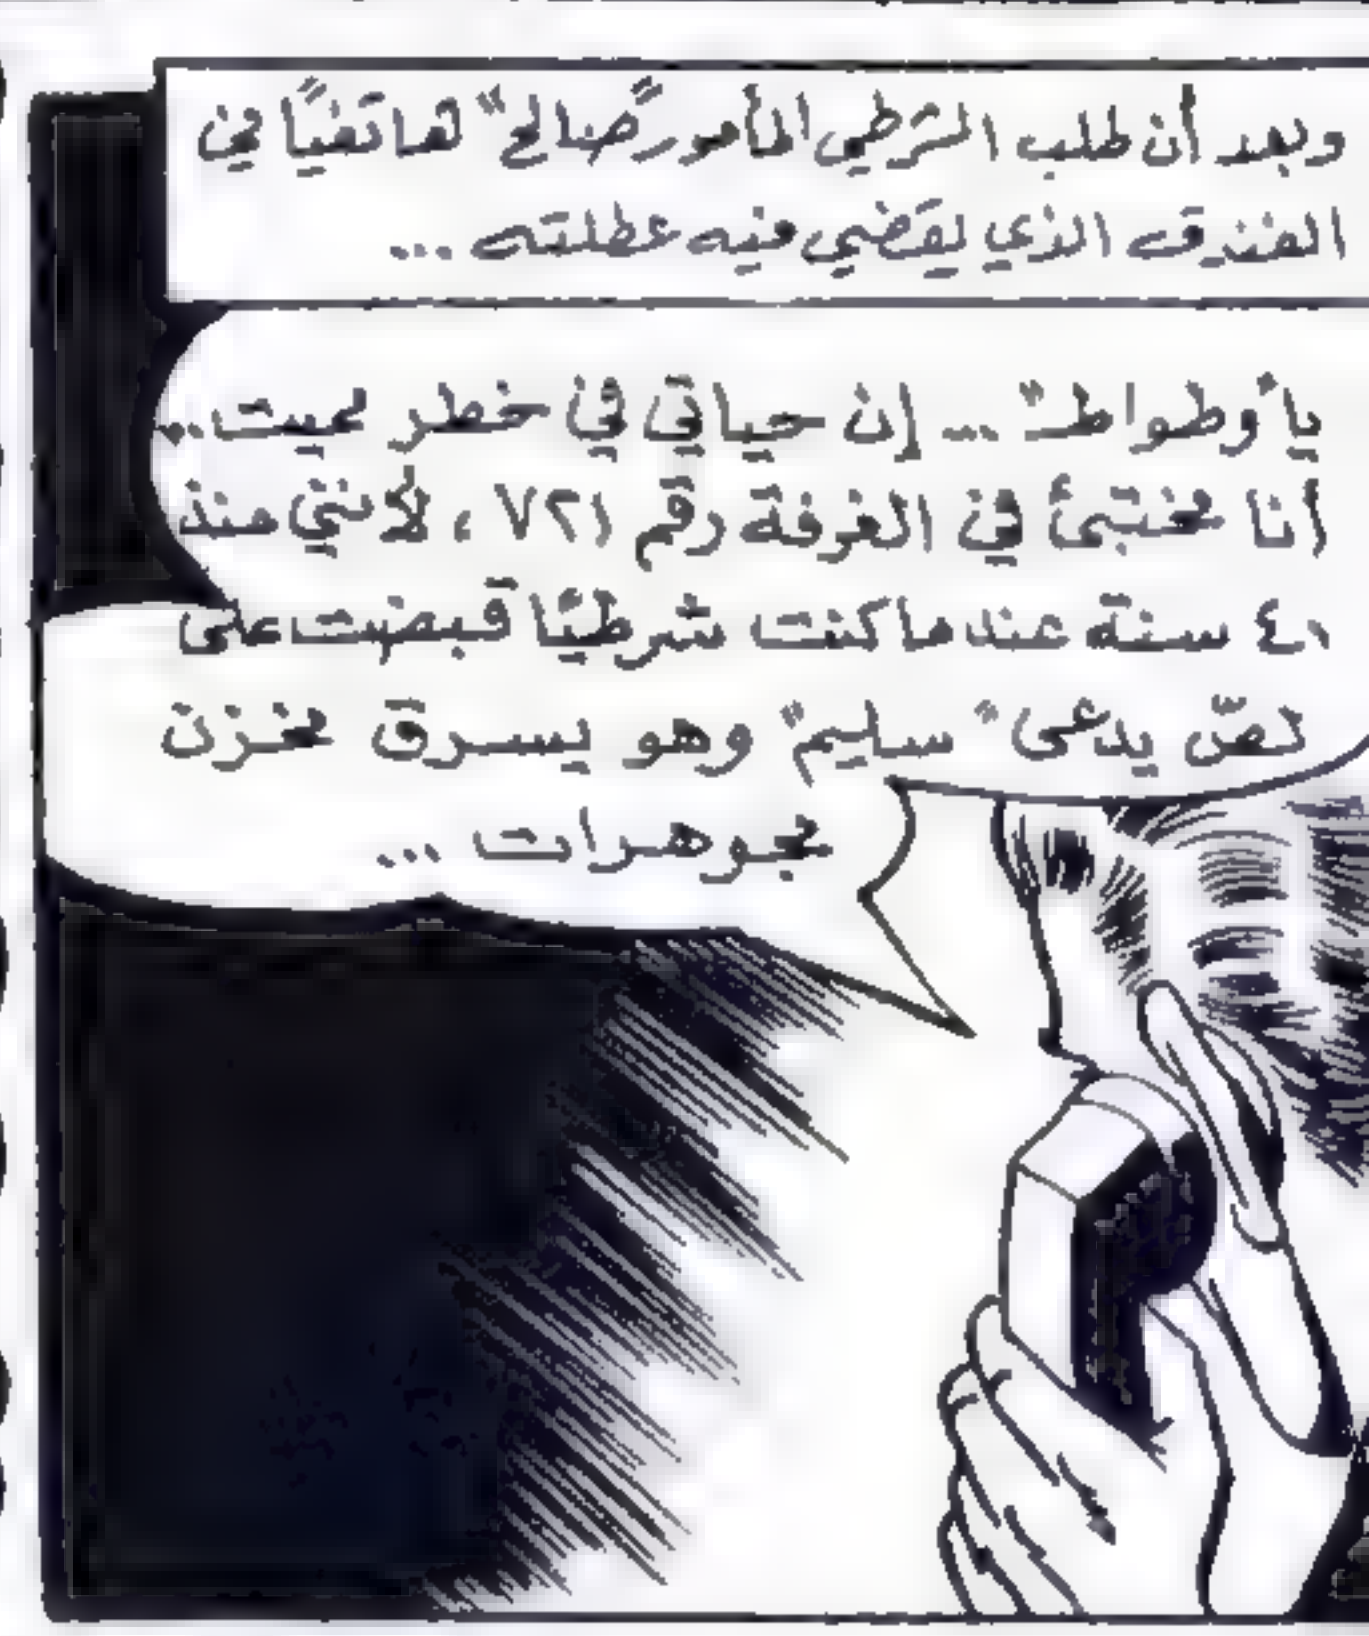 وبعد أن طلب الشرطي المأمور "صالح" هاتفيًا في
الفندق الذي يقضي فيه عطلته ...
يا "وطواط" ... إن حياتي في خطر مميت..
أنا مختبئ في الغرفة رقم ٧٢١ ، لأنني منذ
٤٠ سنة عندما كنت شرطيًا قبضت على
لصّ يدعى "سليم" وهو يسرق مخزن
مجوهرات ...